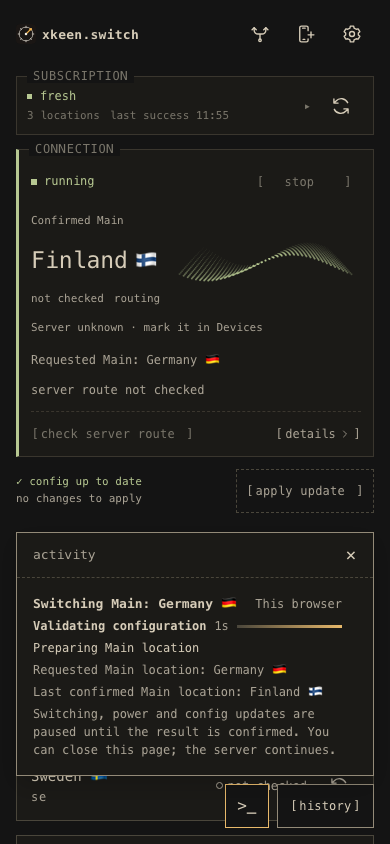 xkeen.switch
SUBSCRIPTION
fresh
3 locations last success 11:55
CONNECTION
running [ stop ]
Confirmed Main
Finland
not checked routing
Server unknown · mark it in Devices
Requested Main: Germany
server route not checked
[check server route ] [details > ]
✓ config up to date
no changes to apply
[apply update ]
activity ×
Switching Main: Germany This browser
Validating configuration 1s
Preparing Main location
Requested Main location: Germany
Last confirmed Main location: Finland
Switching, power and config updates are
paused until the result is confirmed. You
can close this page; the server continues.
Sweden
not checked
se
>_ [history]